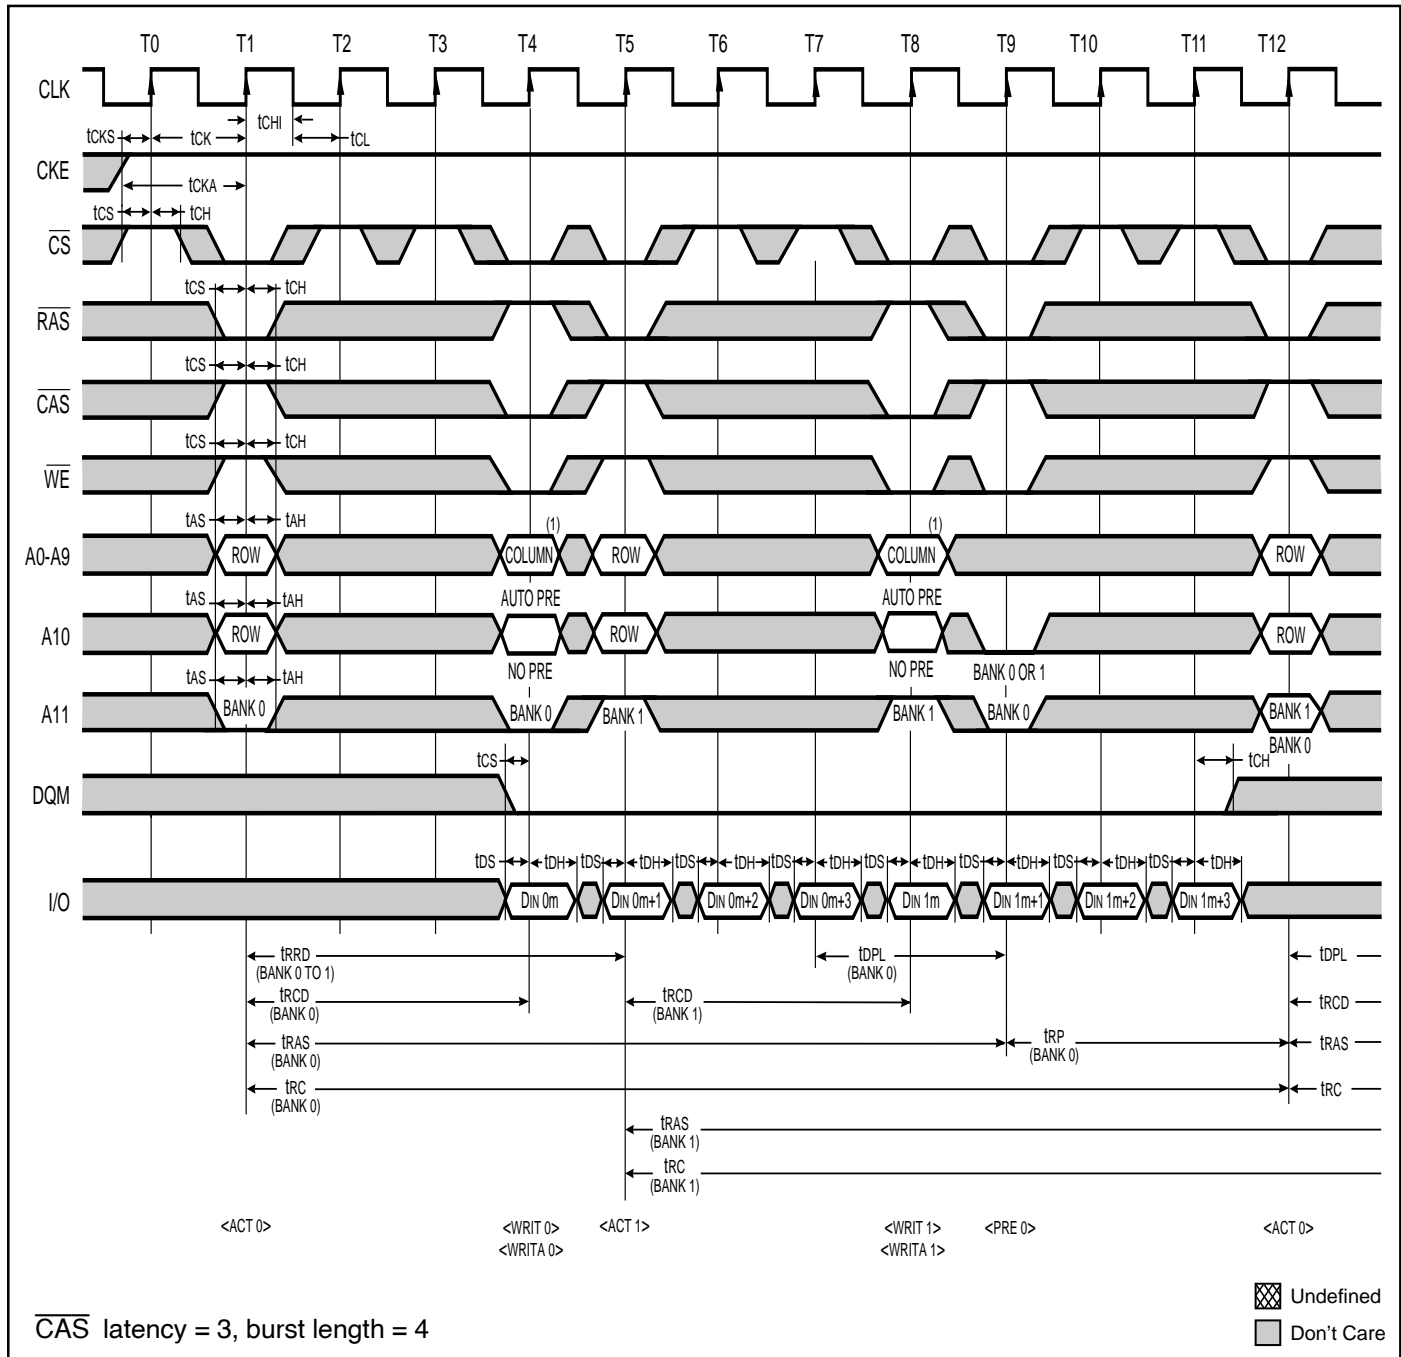 T0 T1 T2 T3 T4 T5 T6 T7 T8 T9 T10 T11 T12
CLK
tCHI
tCKS tCK tCL
CKE
tCKA
tCS tCH
CS
tCS tCH
RAS
tCS tCH
CAS
tCS tCH
WE
tAS tAH (1) (1)
A0-A9 ROW COLUMN ROW COLUMN ROW
tAS tAH AUTO PRE AUTO PRE
A10 ROW ROW ROW
tAS tAH NO PRE NO PRE BANK 0 OR 1
A11 BANK 0 BANK 0 BANK 1 BANK 1 BANK 0 BANK 1
BANK 0
tCS tCH
DQM
tDS tDH tDS tDH tDS tDH tDS tDH tDS tDH tDS tDH tDS tDH tDS tDH
I/O DIN 0m DIN 0m+1 DIN 0m+2 DIN 0m+3 DIN 1m DIN 1m+1 DIN 1m+2 DIN 1m+3
tRRD tDPL tDPL
(BANK 0 TO 1) (BANK 0)
tRCD tRCD tRCD
(BANK 0) (BANK 1)
tRAS tRP tRAS
(BANK 0) (BANK 0)
tRC tRC
(BANK 0)
tRAS
(BANK 1)
tRC
(BANK 1)
<ACT 0> <WRIT 0> <ACT 1> <WRIT 1> <PRE 0> <ACT 0>
<WRITA 0> <WRITA 1>
Undefined
CAS latency = 3, burst length = 4
Don't Care